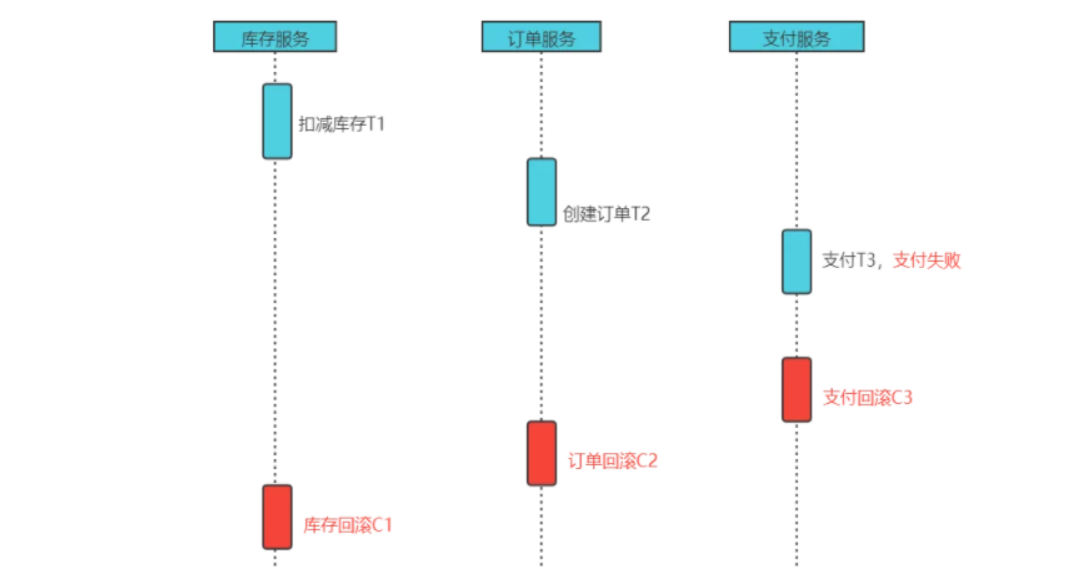 库存服务
订单服务
支付服务
扣减库存T1
创建订单T2
支付T3，支付失败
支付回滚C3
订单回滚C2
库存回滚C1